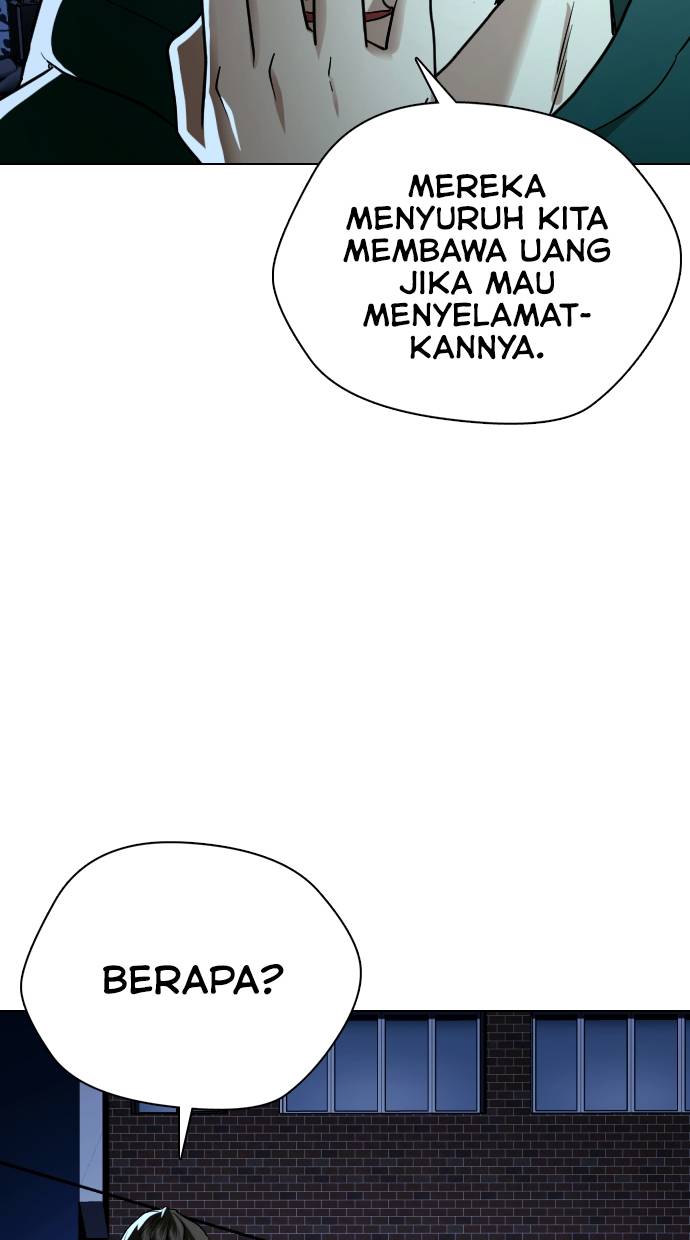 MEREKA
MENYURUH KITA
MEMBAWA UANG
JIKA MAU
MENYELAMAT-
KANNYA.
BERAPA?